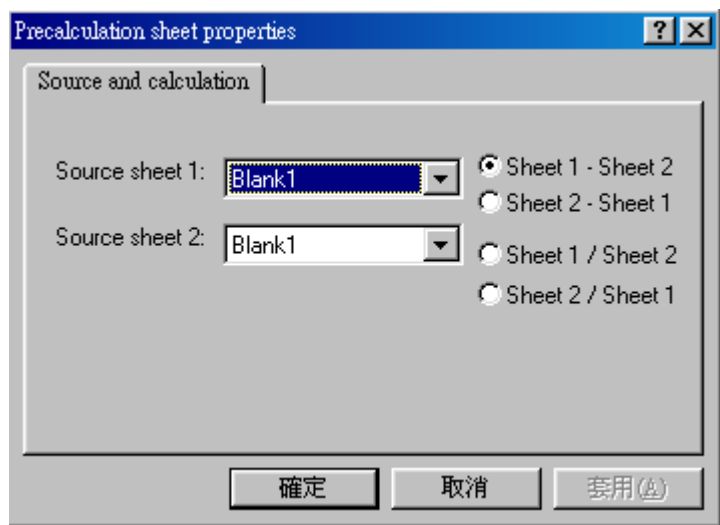 Precalculation sheet properties
Source and calculation
Source sheet 1: Blank1
Source sheet 2: Blank1
Sheet 1 - Sheet 2
Sheet 2 - Sheet 1
Sheet 1 / Sheet 2
Sheet 2 / Sheet 1
確定 取消 套用(A)